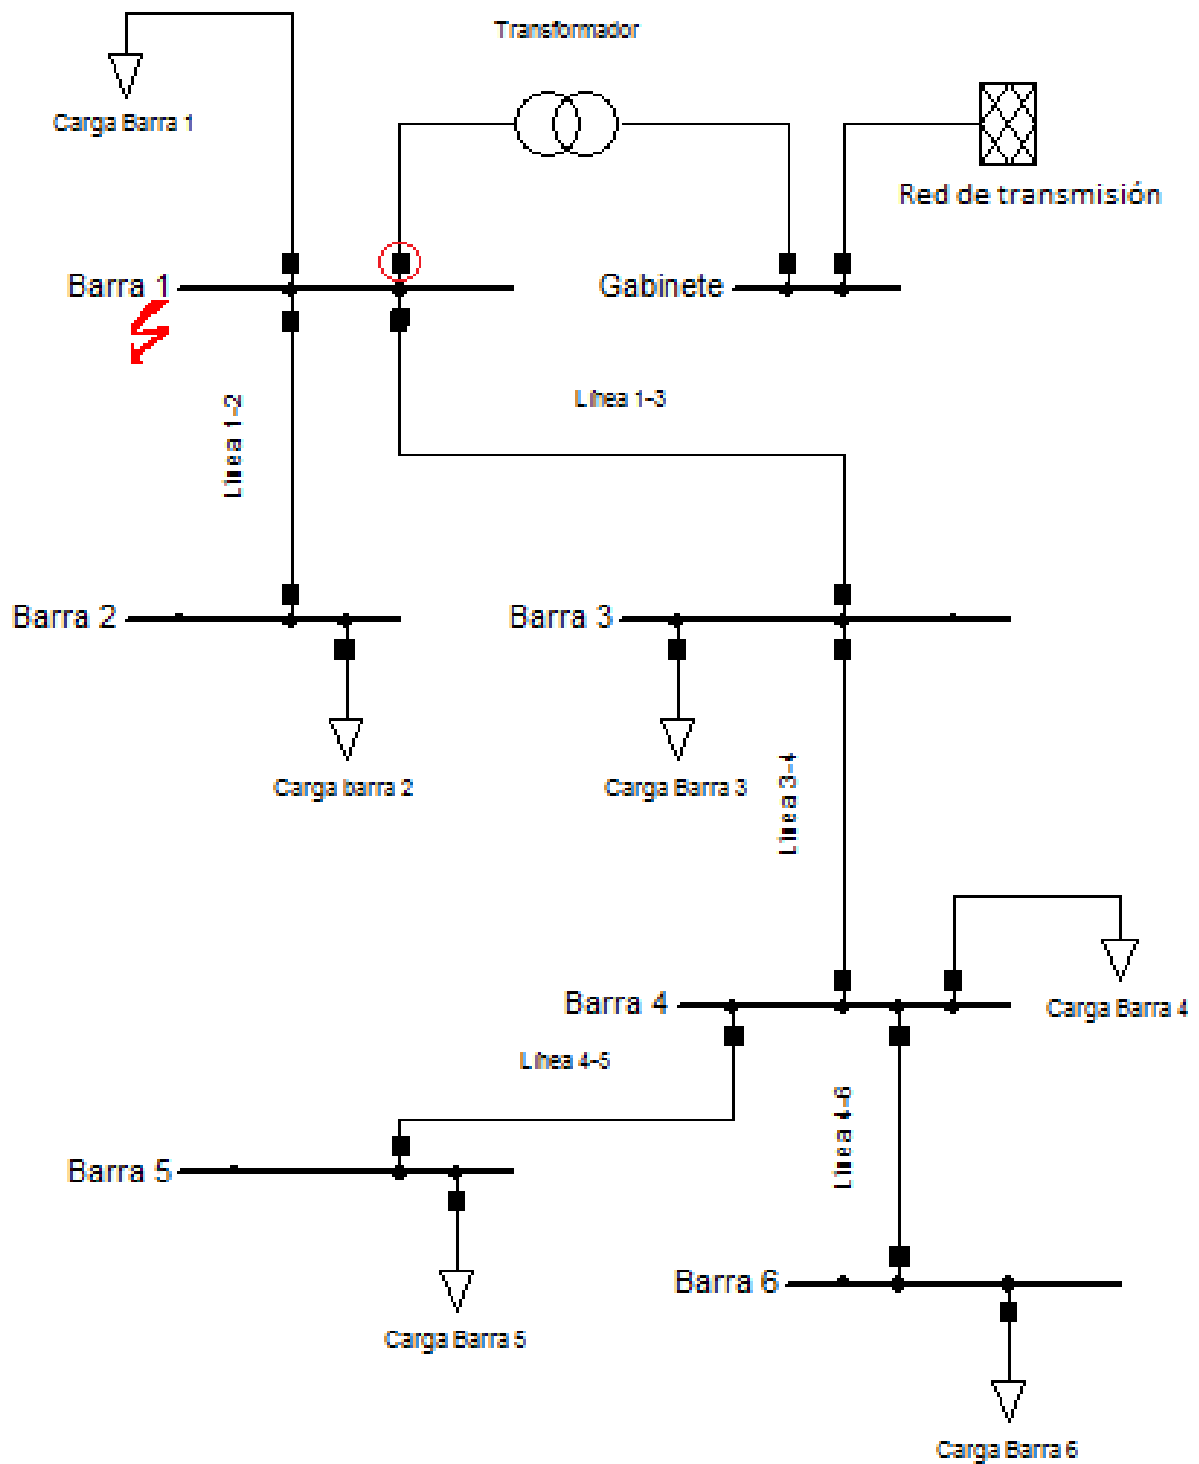 Transformador
Carga Barra 1
Red de transmisión
Barra 1
Gabinete
Línea 1-2
Línea 1-3
Barra 2
Barra 3
Carga barra 2
Carga Barra 3
Línea 3-4
Barra 4
Carga Barra 4
Línea 4-5
Línea 4-6
Barra 5
Barra 6
Carga Barra 5
Carga Barra 6